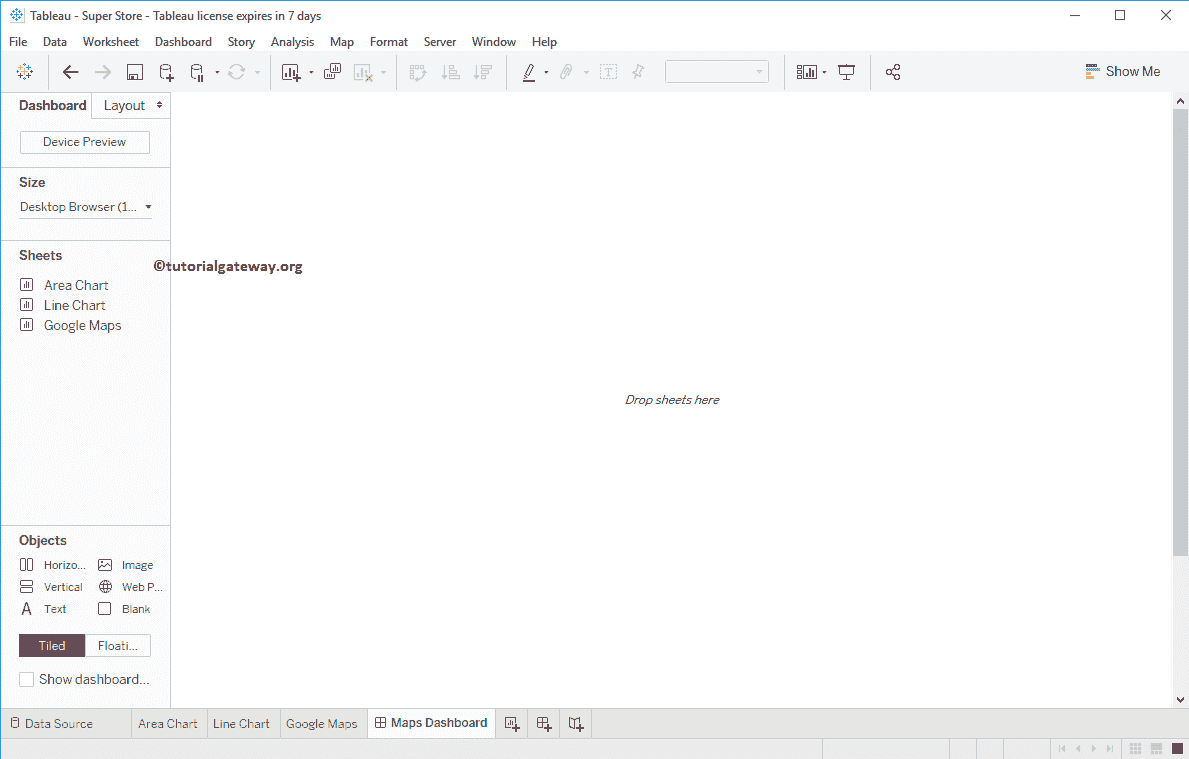 Tableau - Super Store - Tableau license expires in 7 days
File Data Worksheet Dashboard Story Analysis Map Format Server Window Help
Show Me
Dashboard Layout
Device Preview
Size
Desktop Browser (1...
Sheets
©tutorialgateway.org
Area Chart
Line Chart
Google Maps
Drop sheets here
Objects
Horizo... Image
Vertical Web P...
A Text Blank
Tiled Floati...
Show dashboard...
Data Source Area Chart Line Chart Google Maps Maps Dashboard